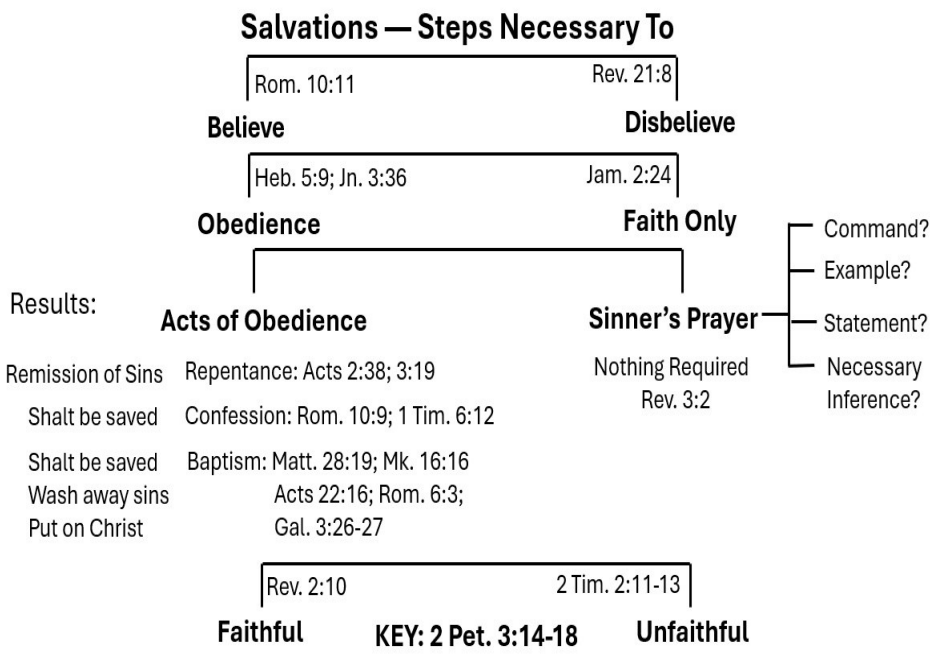 Salvations — Steps Necessary To
Rom. 10:11
Rev. 21:8
Believe
Disbelieve
Heb. 5:9; Jn. 3:36
Jam. 2:24
Obedience
Faith Only
Command?
Example?
Statement?
Necessary
Inference?
Results:
Acts of Obedience
Sinner's Prayer
Nothing Required
Rev. 3:2
Remission of Sins
Repentance: Acts 2:38; 3:19
Shalt be saved
Confession: Rom. 10:9; 1 Tim. 6:12
Shalt be saved
Baptism: Matt. 28:19; Mk. 16:16
Wash away sins
Acts 22:16; Rom. 6:3;
Put on Christ
Gal. 3:26-27
Rev. 2:10
2 Tim. 2:11-13
Faithful
KEY: 2 Pet. 3:14-18
Unfaithful